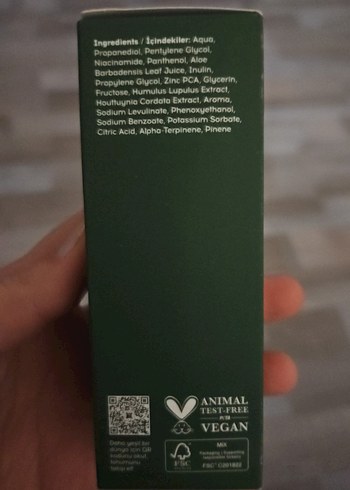 Ingredients / İçindekiler: Aqua,
Propanediol, Pentylene Glycol,
Niacinamide, Panthenol, Aloe
Barbadensis Leaf Juice, Inulin,
Propylene Glycol, Zinc PCA, Glycerin,
Fructose, Humulus Lupulus Extract,
Houttuynia Cordata Extract, Aroma,
Sodium Levulinate, Phenoxyethanol,
Sodium Benzoate, Potassium Sorbate,
Citric Acid, Alpha-Terpinene, Pinene
ANIMAL
TEST-FREE
VEGAN
FSC
MIX